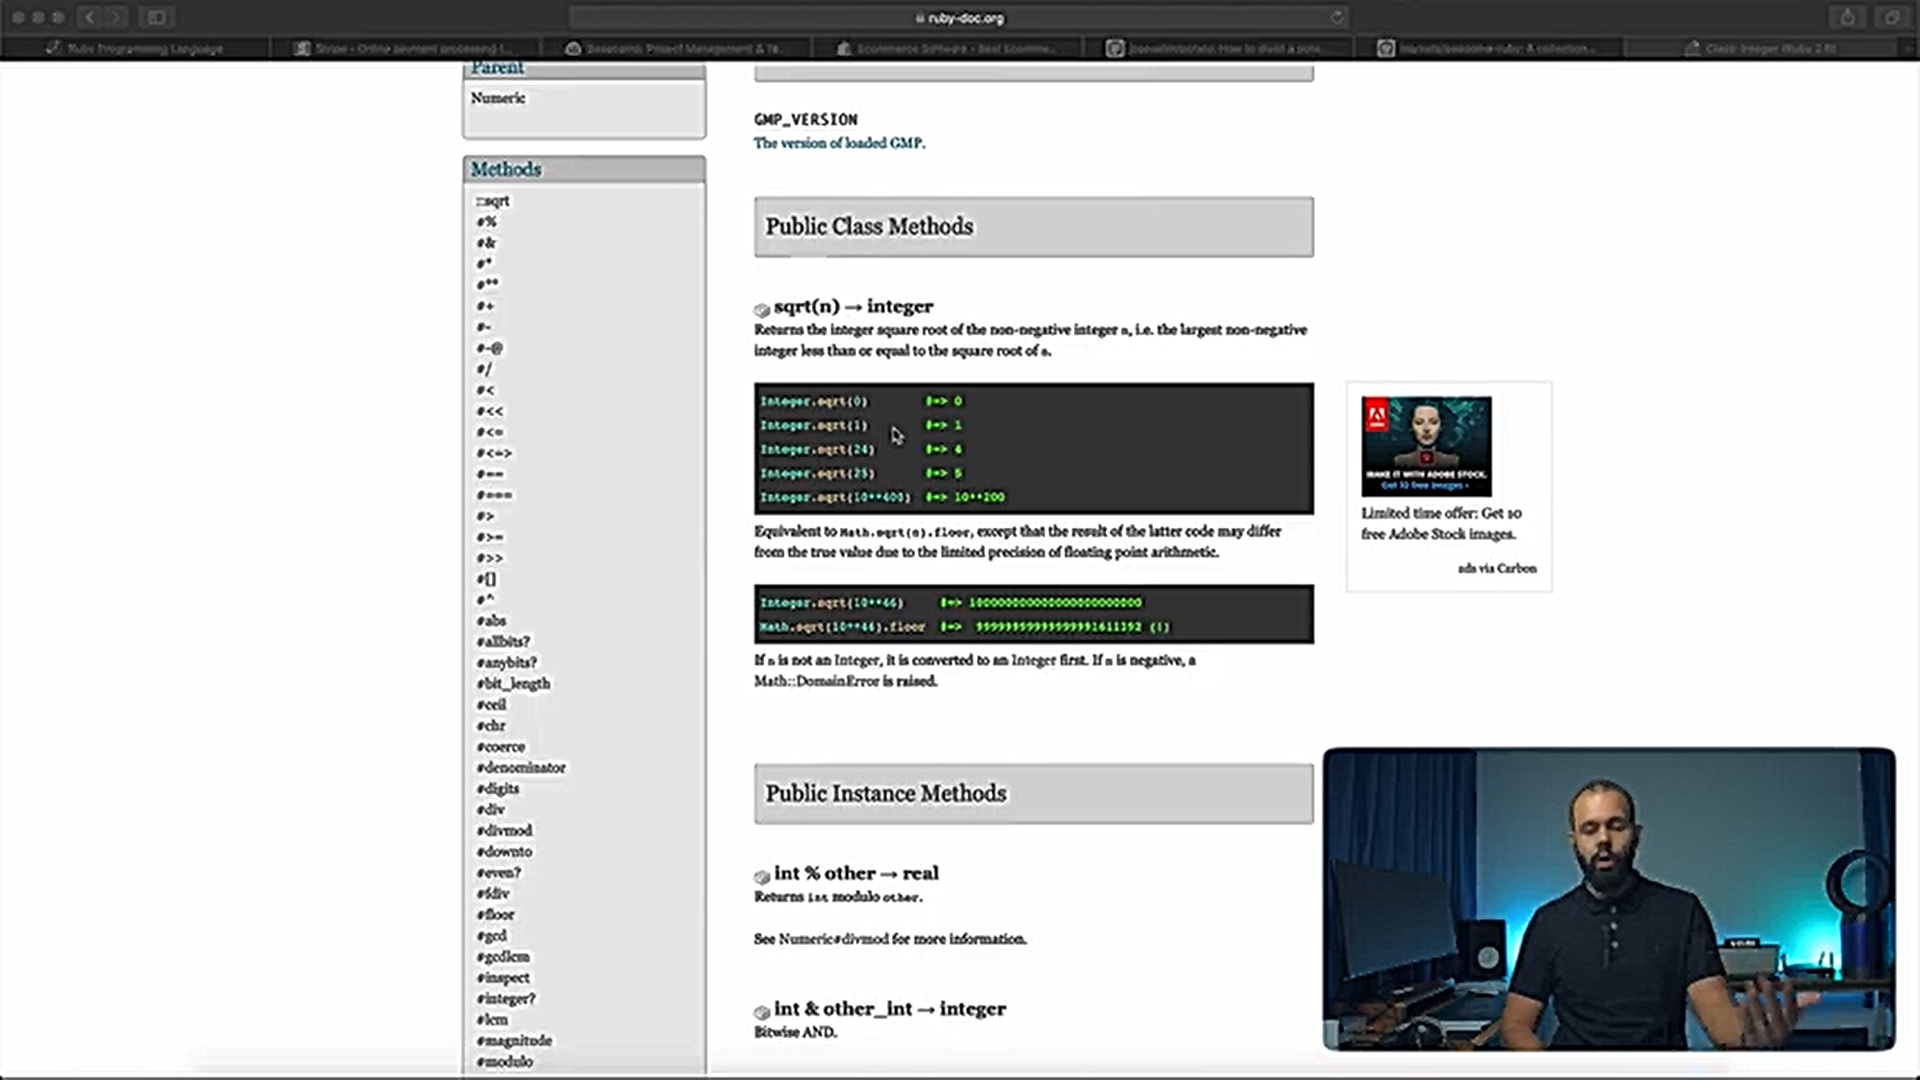 ruby-doc.org
Ruby Programming Language
Stripe - Online payment processing f...
Basecamp: Project Management & Te...
Ecommerce Software - Best Ecomme...
Class: Integer (Ruby 2.6)
Parent
Numeric
Methods
::sqrt
#%
#&
#*
#**
#+
#-
#-@
#/
#<
#<<
#<=
#<=>
#==
#===
#>
#>=
#>>
#[]
#^
#abs
#allbits?
#anybits?
#bit_length
#ceil
#chr
#coerce
#denominator
#digits
#div
#divmod
#downto
#even?
#fdiv
#floor
#gcd
#gcdlcm
#inspect
#integer?
#lcm
#magnitude
#modulo
GMP_VERSION
The version of loaded GMP.
Public Class Methods
sqrt(n) → integer
Returns the integer square root of the non-negative integer n, i.e. the largest non-negative
integer less than or equal to the square root of n.
Integer.sqrt(0) #=> 0
Integer.sqrt(1) #=> 1
Integer.sqrt(24) #=> 4
Integer.sqrt(25) #=> 5
Integer.sqrt(10**400) #=> 10**200
Equivalent to Math.sqrt(n).floor, except that the result of the latter code may differ
from the true value due to the limited precision of floating point arithmetic.
Integer.sqrt(10**46) #=> 100000000000000000000000
Math.sqrt(10**46).floor #=> 99999999999999991611392 (!)
If n is not an Integer, it is converted to an Integer first. If n is negative, a
Math::DomainError is raised.
Public Instance Methods
int % other → real
Returns int modulo other.
See Numeric#divmod for more information.
int & other_int → integer
Bitwise AND.
MAKE IT WITH ADOBE STOCK.
Get 10 free images ›
Limited time offer: Get 10
free Adobe Stock images.
ads via Carbon